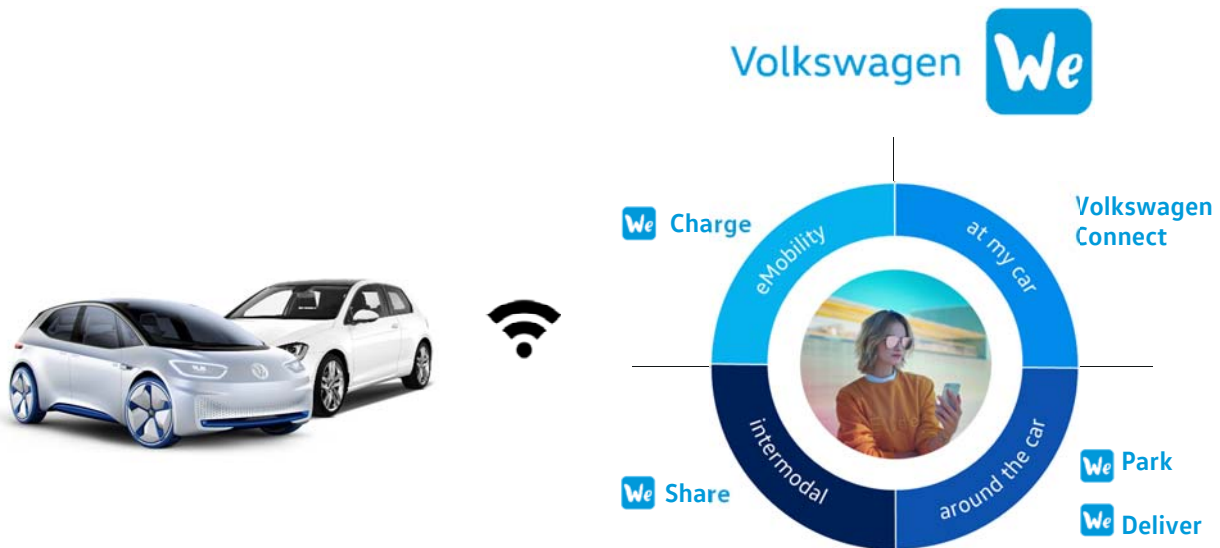 Volkswagen We
We Charge
eMobility
at my car
Volkswagen
Connect
intermodal
around the car
We Share
We Park
We Deliver